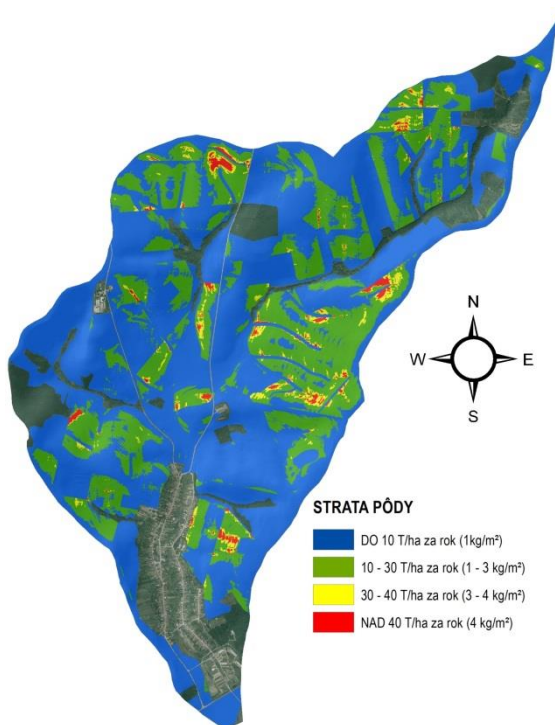 N
W E
S
STRATA PÔDY
DO 10 T/ha za rok (1kg/m²)
10 - 30 T/ha za rok (1 - 3 kg/m²)
30 - 40 T/ha za rok (3 - 4 kg/m²)
NAD 40 T/ha za rok (4 kg/m²)